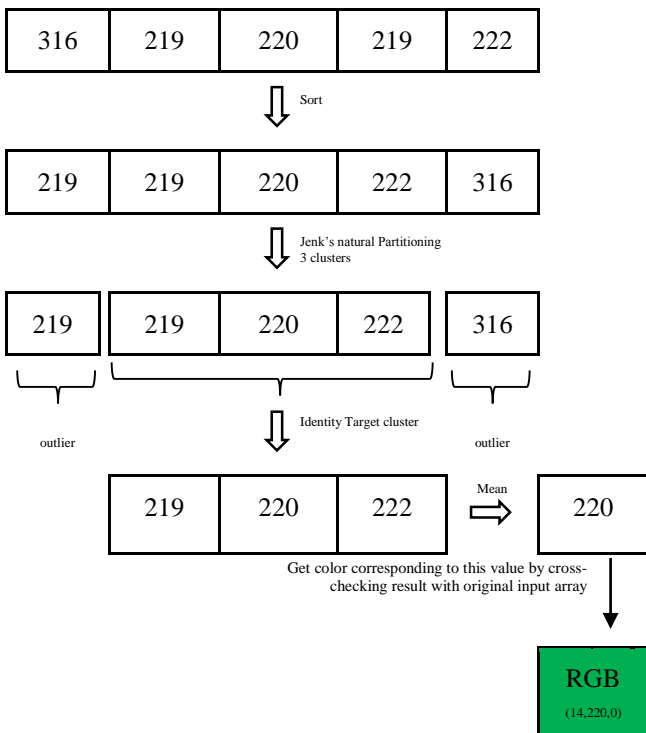 316 219 220 219 222
Sort
219 219 220 222 316
Jenk’s natural Partitioning
3 clusters
219 219 220 222 316
outlier
Identity Target cluster
outlier
219 220 222
Mean
220
Get color corresponding to this value by cross-
checking result with original input array
RGB
(14,220,0)